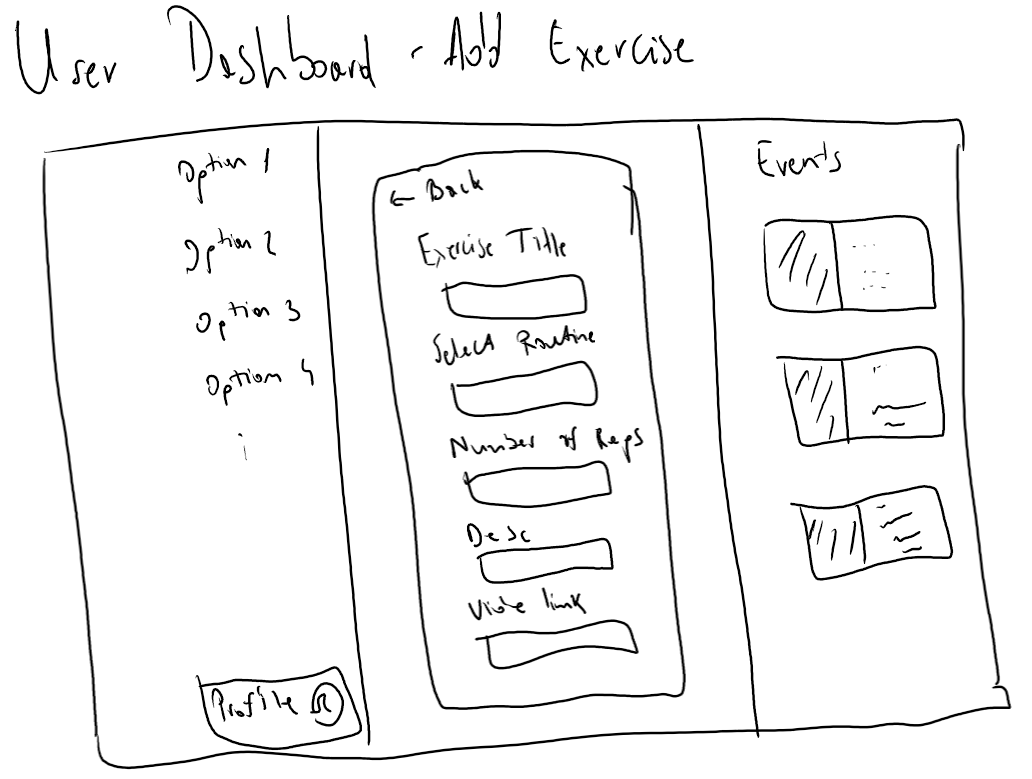 User Dashboard - Add Exercise
Option 1
Option 2
Option 3
Option 4
Profile
← Back
Exercise Title
Select Routine
Number of Reps
Desc
Vide link
Events